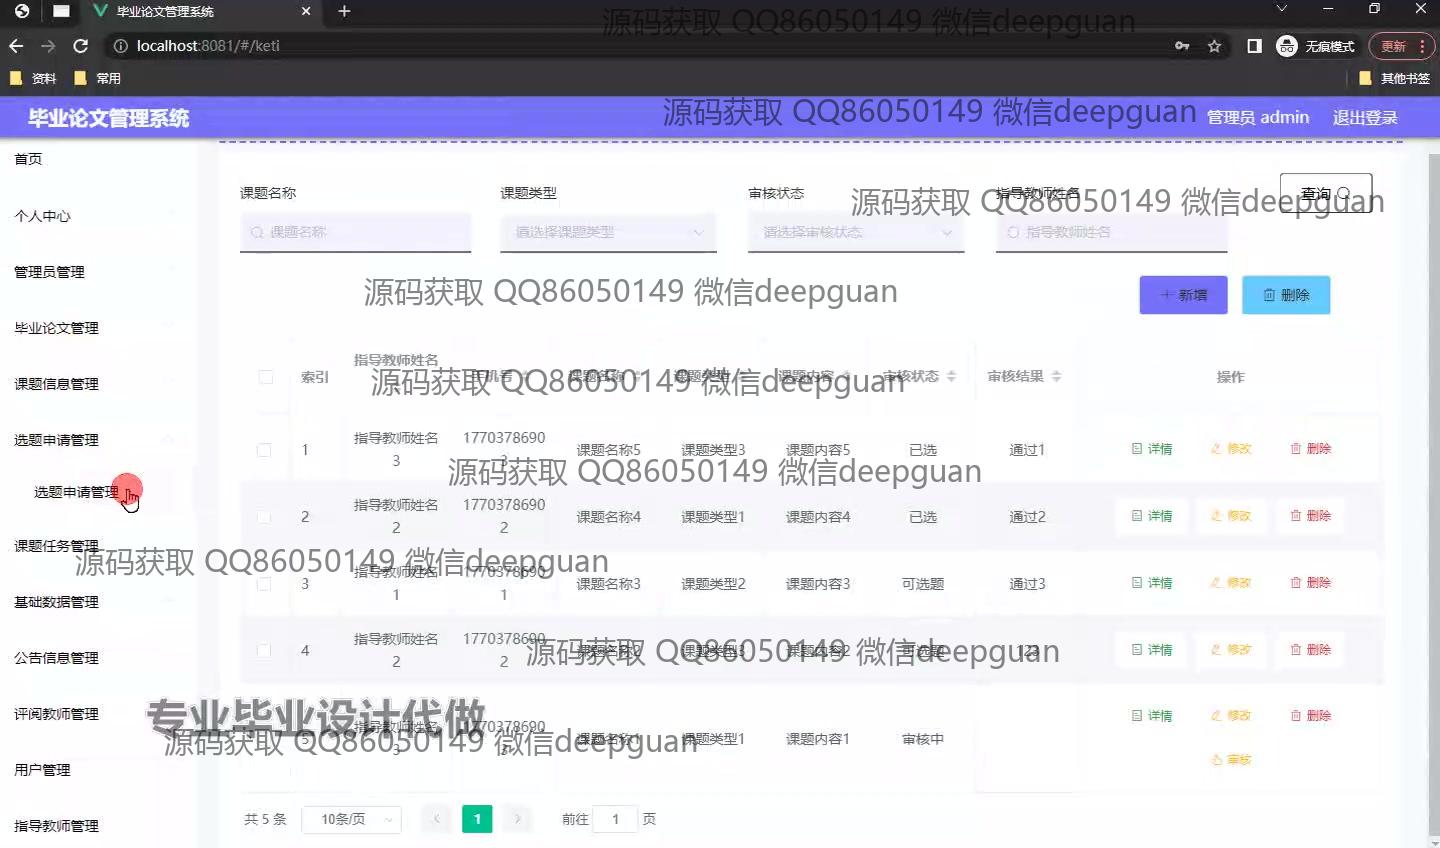 毕业论文管理系统
localhost:8081/#/keti
无痕模式
更新
资料
常用
其他书签
源码获取 QQ86050149 微信deepguan
毕业论文管理系统
源码获取 QQ86050149 微信deepguan
管理员 admin
退出登录
首页
个人中心
管理员管理
毕业论文管理
课题信息管理
选题申请管理
选题申请管理
课题任务管理
基础数据管理
公告信息管理
评阅教师管理
用户管理
指导教师管理
课题名称
课题类型
审核状态
指导教师姓名
查询
源码获取 QQ86050149 微信deepguan
课题名称
请选择课题类型
请选择审核状态
指导教师姓名
源码获取 QQ86050149 微信deepguan
新增
删除
索引 指导教师姓名 手机号 课题名称 课题类型 课题内容 审核状态 审核结果 操作
源码获取 QQ86050149 微信deepguan
1 指导教师姓名3 17703786903 课题名称5 课题类型3 课题内容5 已选 通过1 详情 修改 删除
源码获取 QQ86050149 微信deepguan
2 指导教师姓名2 17703786902 课题名称4 课题类型1 课题内容4 已选 通过2 详情 修改 删除
源码获取 QQ86050149 微信deepguan
3 指导教师姓名1 17703786901 课题名称3 课题类型2 课题内容3 可选题 通过3 详情 修改 删除
4 指导教师姓名2 17703786902 课题名称2 课题类型3 课题内容2 可选题 123 详情 修改 删除
源码获取 QQ86050149 微信deepguan
专业毕业设计代做
5 指导教师姓名3 1770378690 课题名称1 课题类型1 课题内容1 审核中 详情 修改 删除
审核
源码获取 QQ86050149 微信deepguan
共 5 条 10条/页 1 前往 1 页